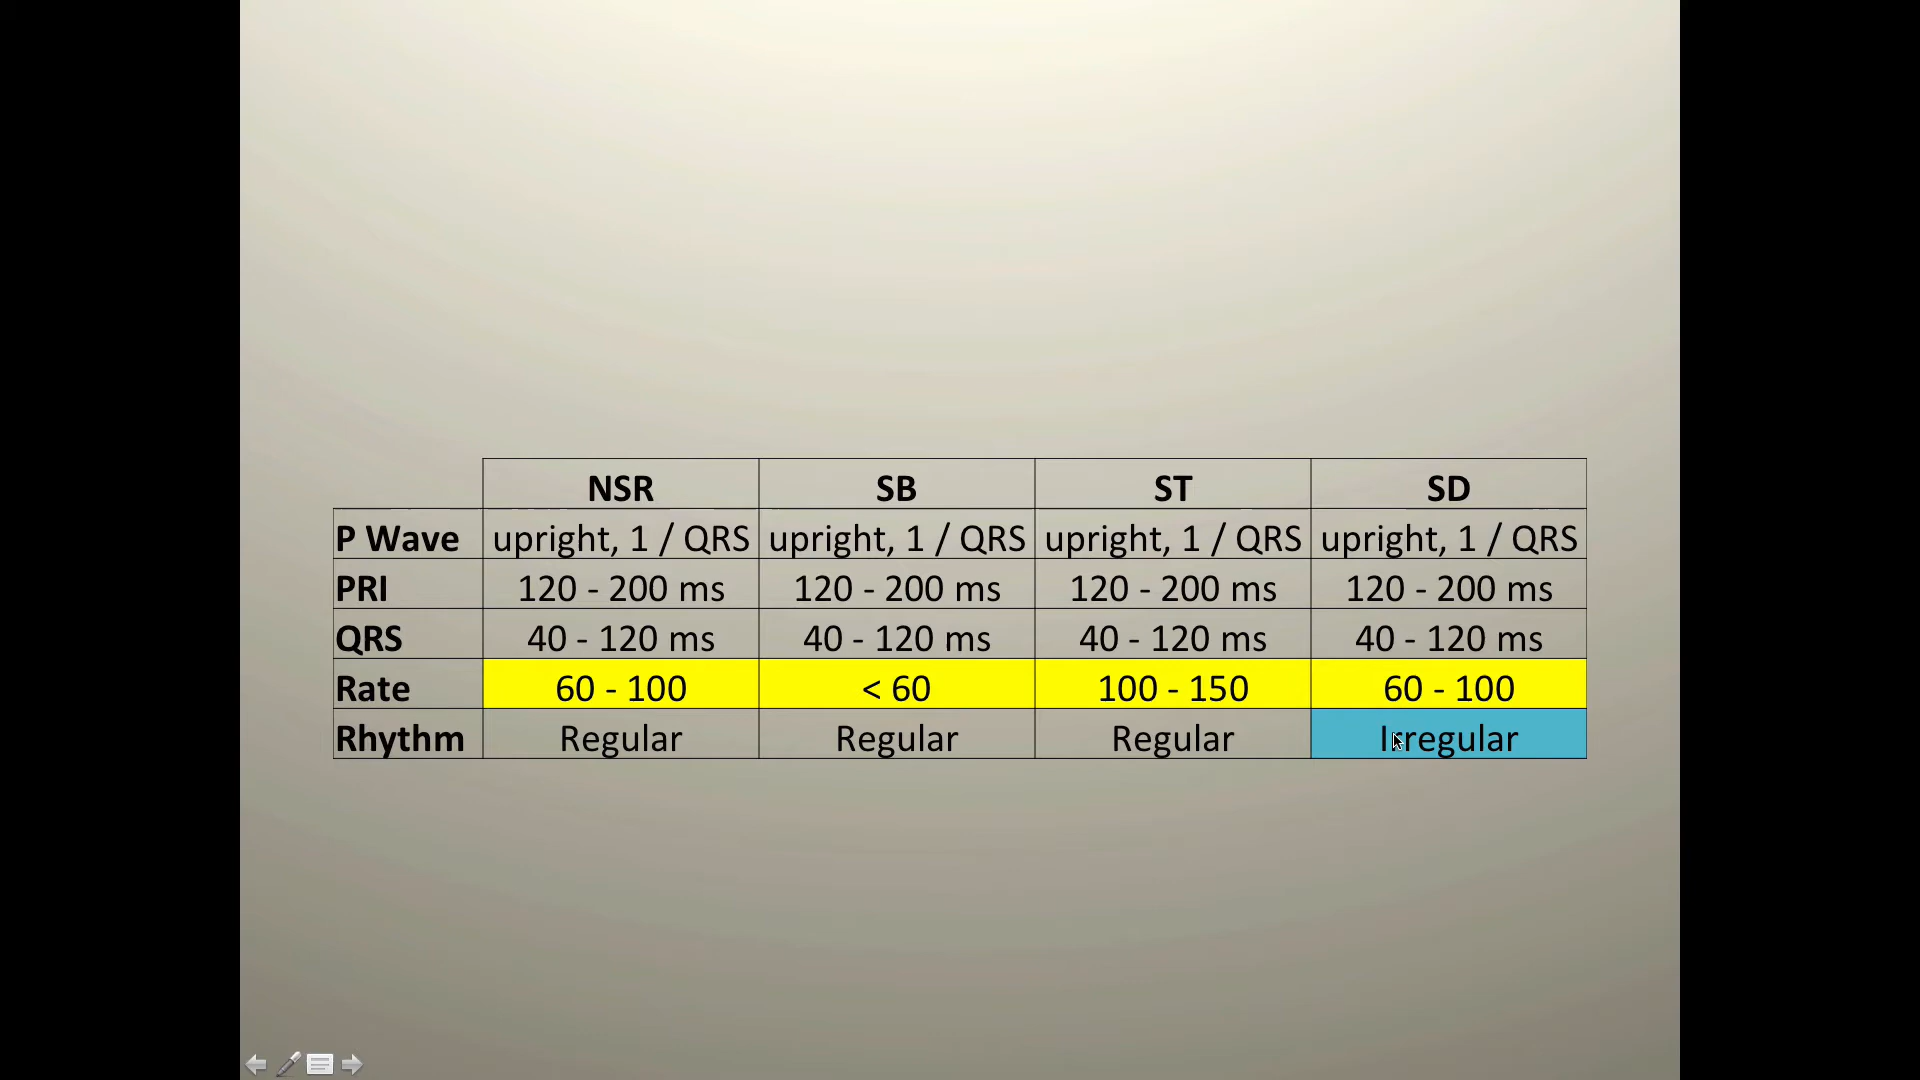 NSR SB ST SD
P Wave upright, 1 / QRS upright, 1 / QRS upright, 1 / QRS upright, 1 / QRS
PRI 120 - 200 ms 120 - 200 ms 120 - 200 ms 120 - 200 ms
QRS 40 - 120 ms 40 - 120 ms 40 - 120 ms 40 - 120 ms
Rate 60 - 100 < 60 100 - 150 60 - 100
Rhythm Regular Regular Regular Irregular